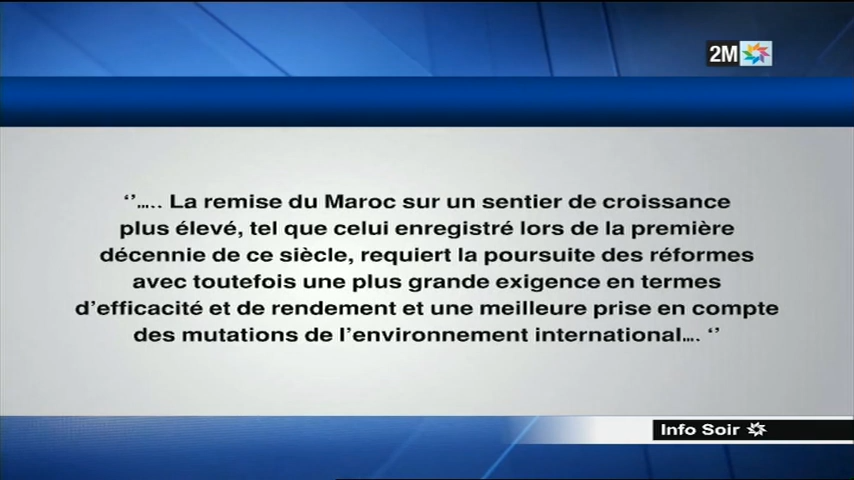 2M
‘’….. La remise du Maroc sur un sentier de croissance
plus élevé, tel que celui enregistré lors de la première
décennie de ce siècle, requiert la poursuite des réformes
avec toutefois une plus grande exigence en termes
d’efficacité et de rendement et une meilleure prise en compte
des mutations de l’environnement international…. ‘’
Info Soir